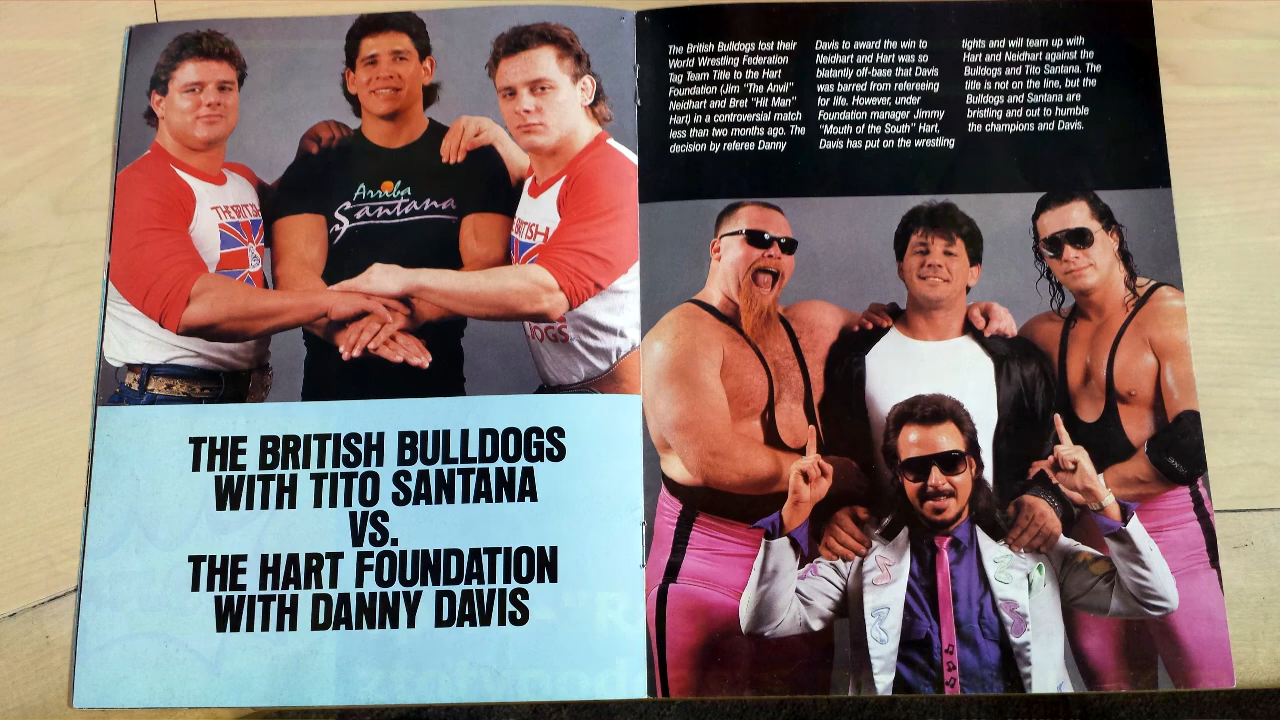 Arriba
Santana
THE BRITISH
BRITISH
THE BRITISH BULLDOGS
WITH TITO SANTANA
VS.
THE HART FOUNDATION
WITH DANNY DAVIS
The British Bulldogs lost their
World Wrestling Federation
Tag Team Title to the Hart
Foundation (Jim "The Anvil"
Neidhart and Bret "Hit Man"
Hart) in a controversial match
less than two months ago. The
decision by referee Danny
Davis to award the win to
Neidhart and Hart was so
blatantly off-base that Davis
was barred from refereeing
for life. However, under
Foundation manager Jimmy
"Mouth of the South" Hart,
Davis has put on the wrestling
tights and will team up with
Hart and Neidhart against the
Bulldogs and Tito Santana. The
title is not on the line, but the
Bulldogs and Santana are
bristling and out to humble
the champions and Davis.